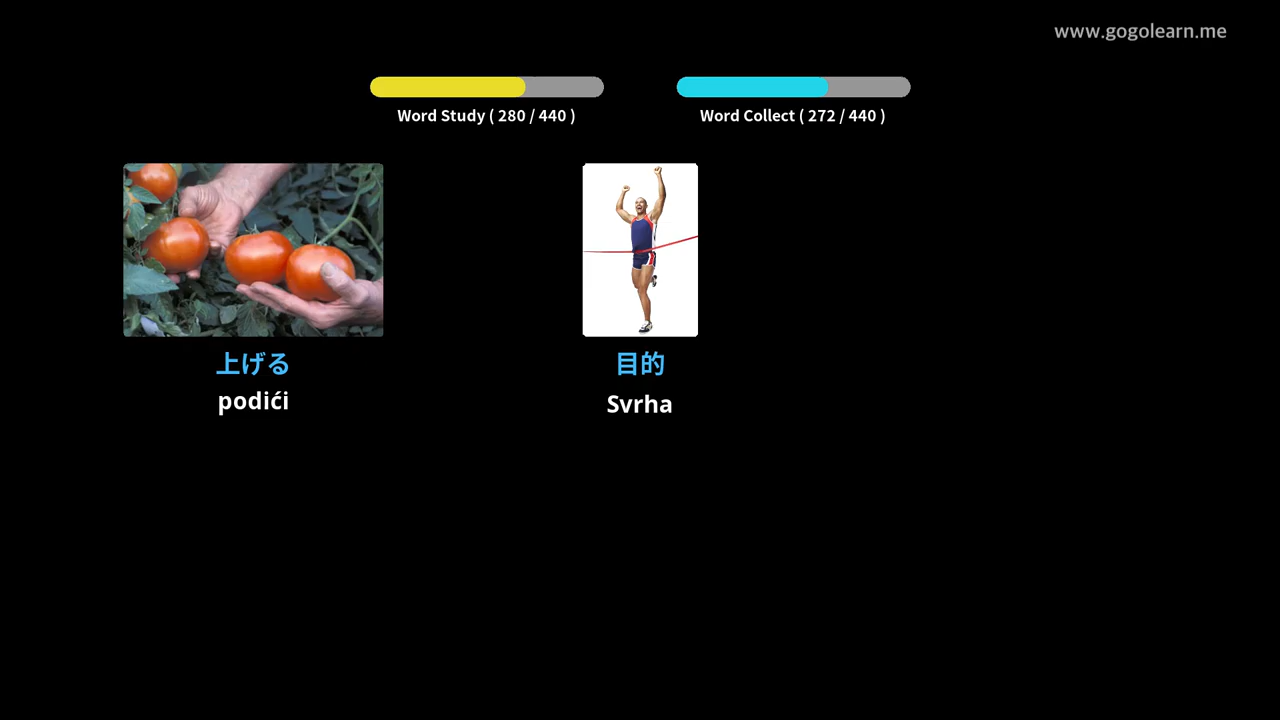 www.gogolearn.me
Word Study ( 280 / 440 )
Word Collect ( 272 / 440 )
上げる
podići
目的
Svrha